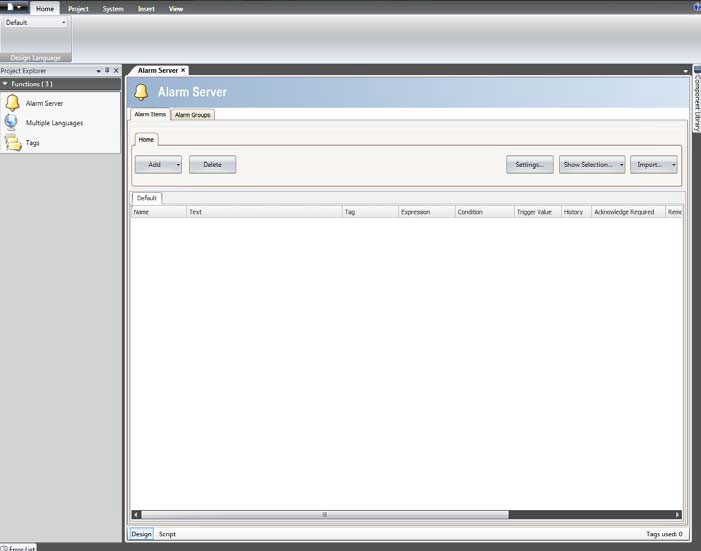 Home Project System Insert View
Default
Design Language
Project Explorer
Functions ( 3 )
Alarm Server
Multiple Languages
Tags
Alarm Server
Alarm Server
Alarm Items Alarm Groups
Home
Add Delete Settings... Show Selection... Import...
Default
Name Text Tag Expression Condition Trigger Value History Acknowledge Required Remo
Design Script Tags used: 0
Component Library
Error List